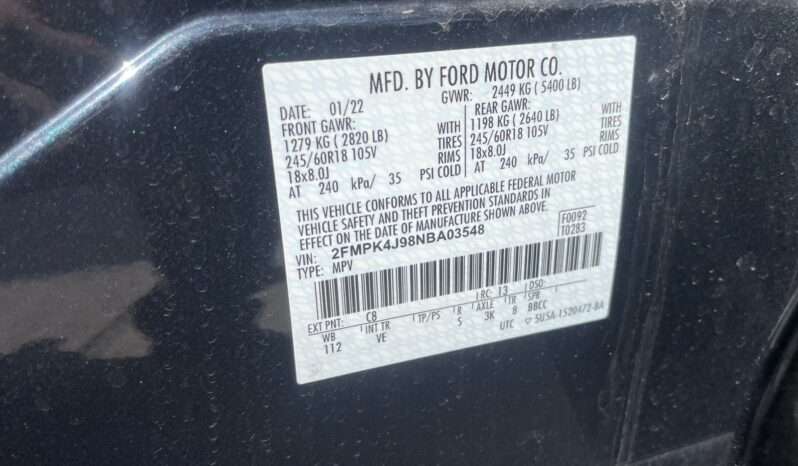 MFD. BY FORD MOTOR CO.
DATE: 01/22 GVWR: 2449 KG ( 5400 LB)
FRONT GAWR: REAR GAWR:
1279 KG ( 2820 LB) WITH 1198 KG ( 2640 LB) WITH
245/60R18 105V TIRES 245/60R18 105V TIRES
18x8.0J RIMS 18x8.0J RIMS
AT 240 kPa/ 35 PSI COLD AT 240 kPa/ 35 PSI COLD
THIS VEHICLE CONFORMS TO ALL APPLICABLE FEDERAL MOTOR
VEHICLE SAFETY AND THEFT PREVENTION STANDARDS IN
EFFECT ON THE DATE OF MANUFACTURE SHOWN ABOVE.
F0092
VIN: 2FMPK4J98NBA03548 T0283
TYPE: MPV
EXT PNT: C8 RC: 13 DSO:
WB INT TR TP/PS R AXLE TR SPR
112 VE S 3K 8 BBCC
UTC ▽ 5U5A-1520472-BA